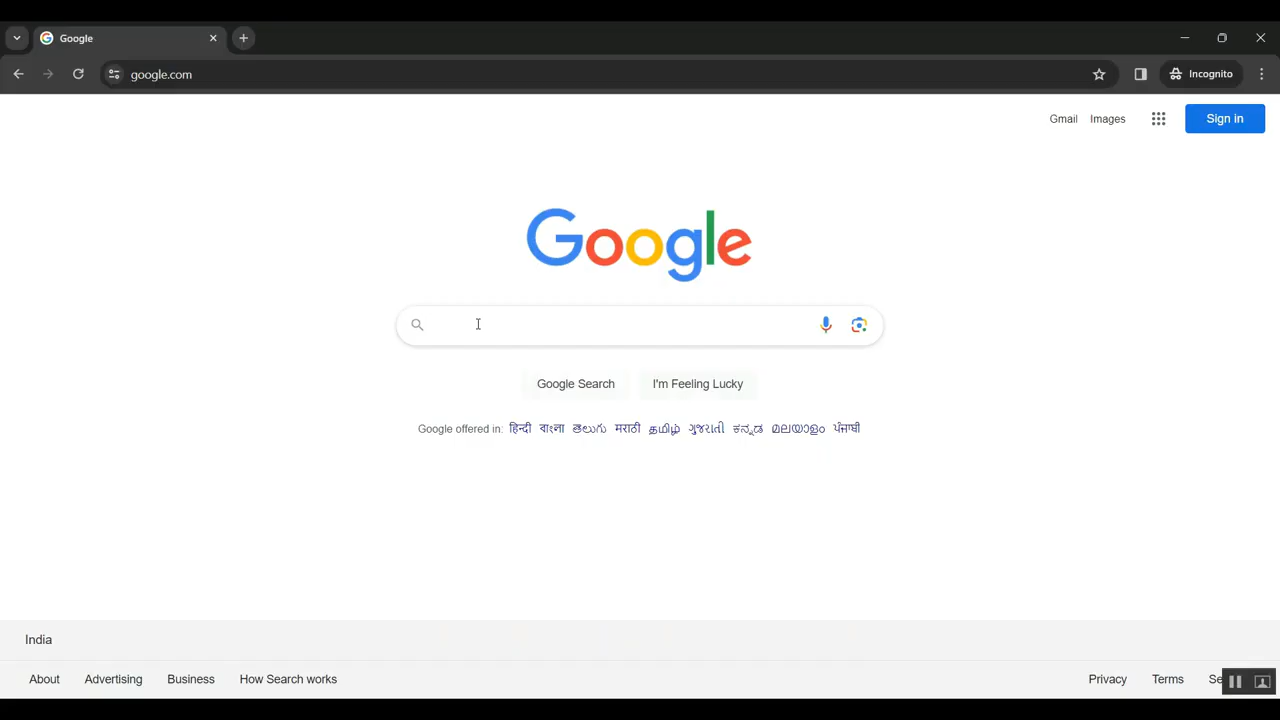 Google
google.com
Incognito
Gmail Images Sign in
Google
Google Search I'm Feeling Lucky
Google offered in: हिन्दी বাংলা తెలుగు मराठी தமிழ் ગુજરાતી ಕನ್ನಡ മലയാളം ਪੰਜਾਬੀ
India
About Advertising Business How Search works Privacy Terms Se